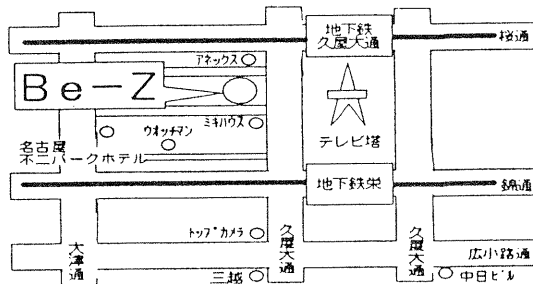 地下鉄
久屋大通
桜通
アネックス
Be-Z
ミキハウス
ウオッチマン
テレビ塔
名古屋
不二パークホテル
地下鉄栄
錦通
トップカメラ
大津通
久屋大通
久屋大通
広小路通
三越
中日ビル